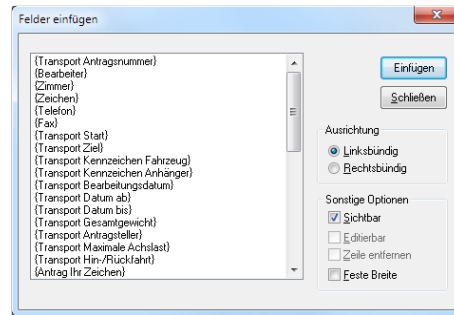 Felder einfügen
{Transport Antragsnummer}
{Bearbeiter}
{Zimmer}
{Zeichen}
{Telefon}
{Fax}
{Transport Start}
{Transport Ziel}
{Transport Kennzeichen Fahrzeug}
{Transport Kennzeichen Anhänger}
{Transport Bearbeitungsdatum}
{Transport Datum ab}
{Transport Datum bis}
{Transport Gesamtgewicht}
{Transport Antragsteller}
{Transport Maximale Achslast}
{Transport Hin-/Rückfahrt}
{Antrag Ihr Zeichen}
Einfügen
Schließen
Ausrichtung
Linksbündig
Rechtsbündig
Sonstige Optionen
Sichtbar
Editierbar
Zeile entfernen
Feste Breite